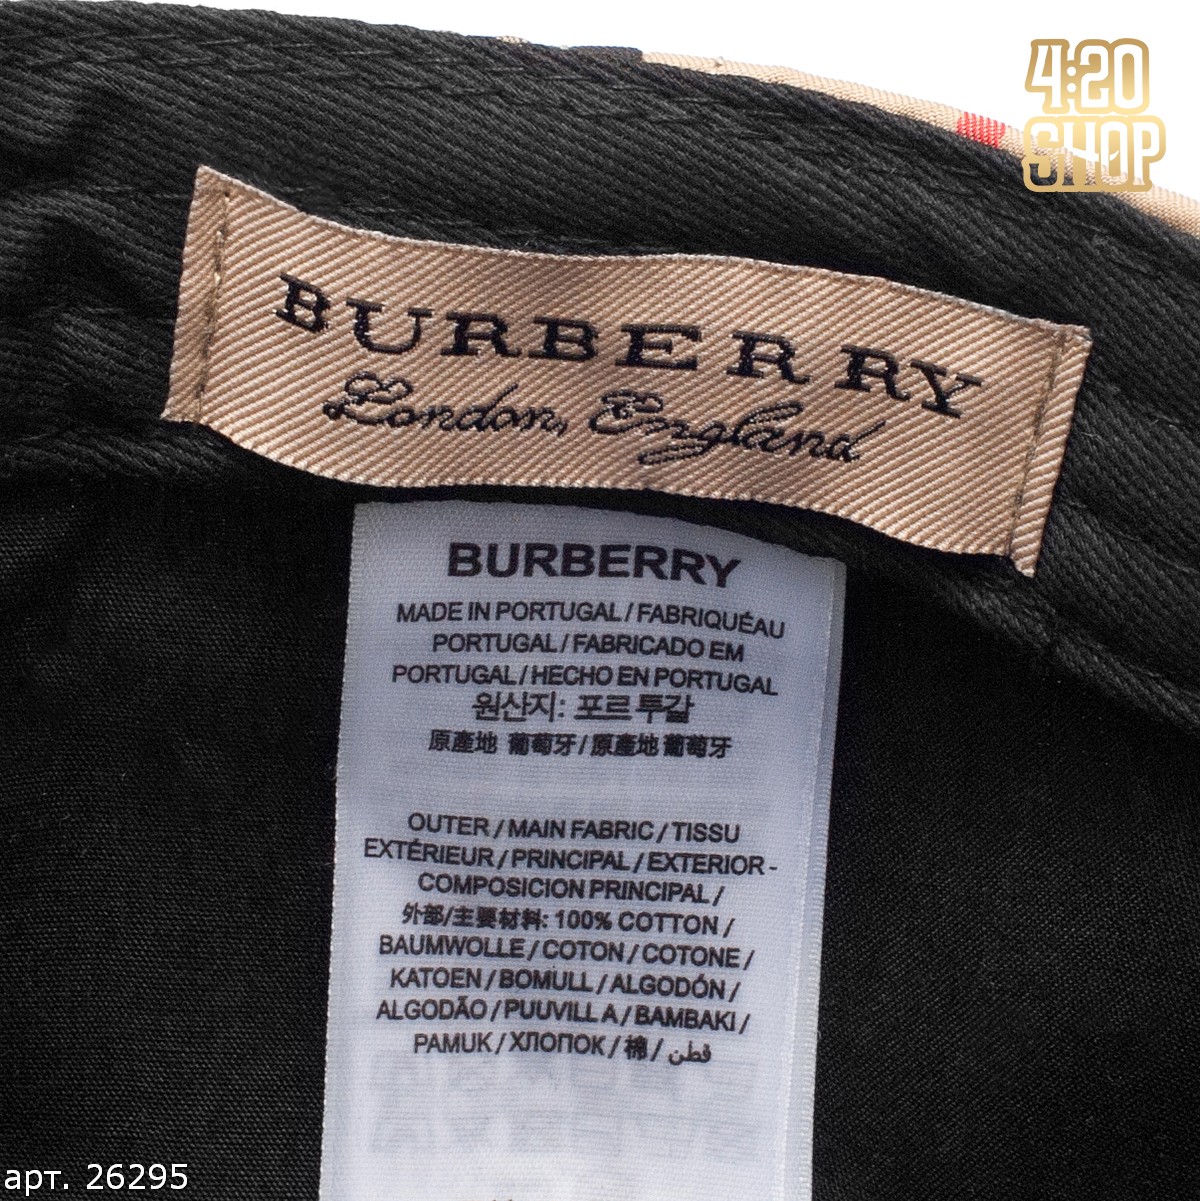 4:20
SHOP
BURBERRY
London, England
BURBERRY
MADE IN PORTUGAL / FABRIQUÉAU
PORTUGAL / FABRICADO EM
PORTUGAL / HECHO EN PORTUGAL
원산지: 포르투갈
原產地 葡萄牙 / 原產地 葡萄牙
OUTER / MAIN FABRIC / TISSU
EXTÉRIEUR / PRINCIPAL / EXTERIOR -
COMPOSICION PRINCIPAL /
外部/主要材料: 100% COTTON /
BAUMWOLLE / COTON / COTONE /
KATOEN / BOMULL / ALGODÓN /
ALGODÃO / PUUVILLA / BAMBAKI /
PAMUK / ХЛОПОК / 棉 / قطن
арт. 26295